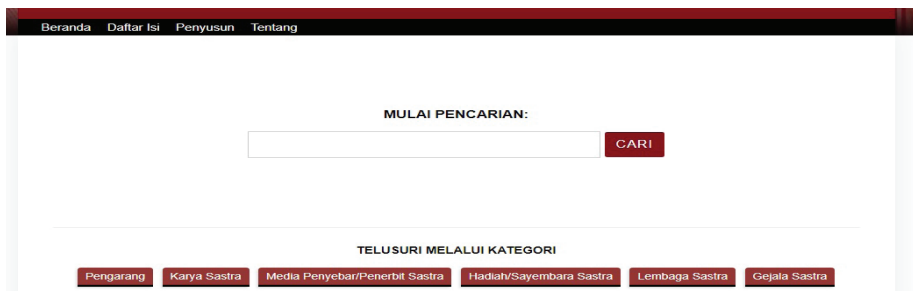 Beranda Daftar Isi Penyusun Tentang
MULAI PENCARIAN:
CARI
TELUSURI MELALUI KATEGORI
Pengarang Karya Sastra Media Penyebar/Penerbit Sastra Hadiah/Sayembara Sastra Lembaga Sastra Gejala Sastra